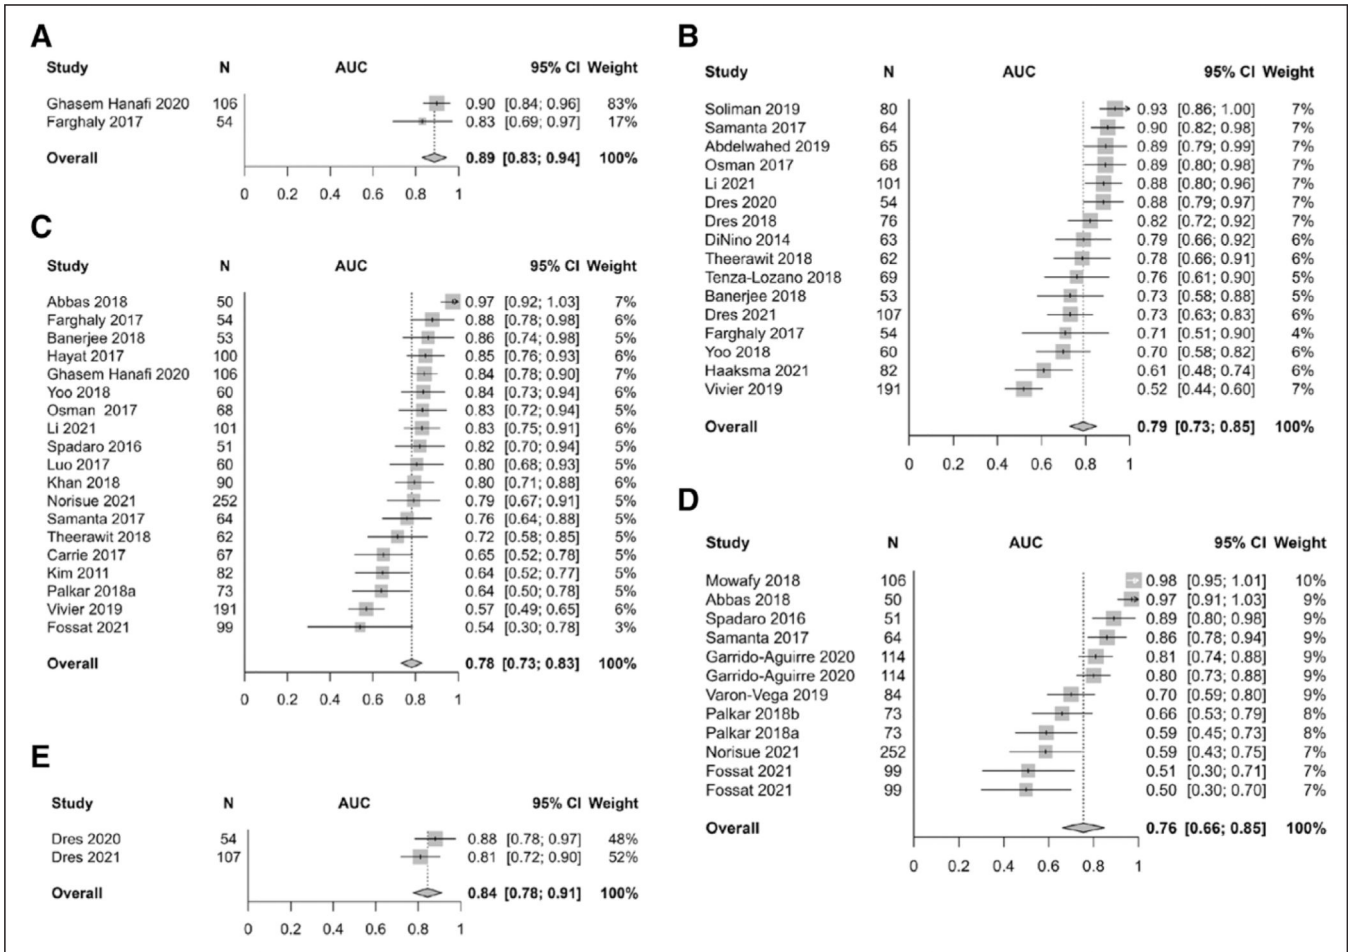 A
Study N AUC 95% CI Weight
Ghasem Hanafi 2020 106 0.90 [0.84; 0.96] 83%
Farghaly 2017 54 0.83 [0.69; 0.97] 17%
Overall 0.89 [0.83; 0.94] 100%
0 0.2 0.4 0.6 0.8 1
B
Study N AUC 95% CI Weight
Soliman 2019 80 0.93 [0.86; 1.00] 7%
Samanta 2017 64 0.90 [0.82; 0.98] 7%
Abdelwahed 2019 65 0.89 [0.79; 0.99] 7%
Osman 2017 68 0.89 [0.80; 0.98] 7%
Li 2021 101 0.88 [0.80; 0.96] 7%
Dres 2020 54 0.88 [0.79; 0.97] 7%
Dres 2018 76 0.82 [0.72; 0.92] 7%
DiNino 2014 63 0.79 [0.66; 0.92] 6%
Theerawit 2018 62 0.78 [0.66; 0.91] 6%
Tenza-Lozano 2018 69 0.76 [0.61; 0.90] 5%
Banerjee 2018 53 0.73 [0.58; 0.88] 5%
Dres 2021 107 0.73 [0.63; 0.83] 6%
Farghaly 2017 54 0.71 [0.51; 0.90] 4%
Yoo 2018 60 0.70 [0.58; 0.82] 6%
Haaksma 2021 82 0.61 [0.48; 0.74] 6%
Vivier 2019 191 0.52 [0.44; 0.60] 7%
Overall 0.79 [0.73; 0.85] 100%
0 0.2 0.4 0.6 0.8 1
C
Study N AUC 95% CI Weight
Abbas 2018 50 0.97 [0.92; 1.03] 7%
Farghaly 2017 54 0.88 [0.78; 0.98] 6%
Banerjee 2018 53 0.86 [0.74; 0.98] 5%
Hayat 2017 100 0.85 [0.76; 0.93] 6%
Ghasem Hanafi 2020 106 0.84 [0.78; 0.90] 7%
Yoo 2018 60 0.84 [0.73; 0.94] 6%
Osman 2017 68 0.83 [0.72; 0.94] 5%
Li 2021 101 0.83 [0.75; 0.91] 6%
Spadaro 2016 51 0.82 [0.70; 0.94] 5%
Luo 2017 60 0.80 [0.68; 0.93] 5%
Khan 2018 90 0.80 [0.71; 0.88] 6%
Norisue 2021 252 0.79 [0.67; 0.91] 5%
Samanta 2017 64 0.76 [0.64; 0.88] 5%
Theerawit 2018 62 0.72 [0.58; 0.85] 5%
Carrie 2017 67 0.65 [0.52; 0.78] 5%
Kim 2011 82 0.64 [0.52; 0.77] 5%
Palkar 2018a 73 0.64 [0.50; 0.78] 5%
Vivier 2019 191 0.57 [0.49; 0.65] 6%
Fossat 2021 99 0.54 [0.30; 0.78] 3%
Overall 0.78 [0.73; 0.83] 100%
0 0.2 0.4 0.6 0.8 1
D
Study N AUC 95% CI Weight
Mowafy 2018 106 0.98 [0.95; 1.01] 10%
Abbas 2018 50 0.97 [0.91; 1.03] 9%
Spadaro 2016 51 0.89 [0.80; 0.98] 9%
Samanta 2017 64 0.86 [0.78; 0.94] 9%
Garrido-Aguirre 2020 114 0.81 [0.74; 0.88] 9%
Garrido-Aguirre 2020 114 0.80 [0.73; 0.88] 9%
Varon-Vega 2019 84 0.70 [0.59; 0.80] 9%
Palkar 2018b 73 0.66 [0.53; 0.79] 8%
Palkar 2018a 73 0.59 [0.45; 0.73] 8%
Norisue 2021 252 0.59 [0.43; 0.75] 7%
Fossat 2021 99 0.51 [0.30; 0.71] 7%
Fossat 2021 99 0.50 [0.30; 0.70] 7%
Overall 0.76 [0.66; 0.85] 100%
0 0.2 0.4 0.6 0.8 1
E
Study N AUC 95% CI Weight
Dres 2020 54 0.88 [0.78; 0.97] 48%
Dres 2021 107 0.81 [0.72; 0.90] 52%
Overall 0.84 [0.78; 0.91] 100%
0 0.2 0.4 0.6 0.8 1